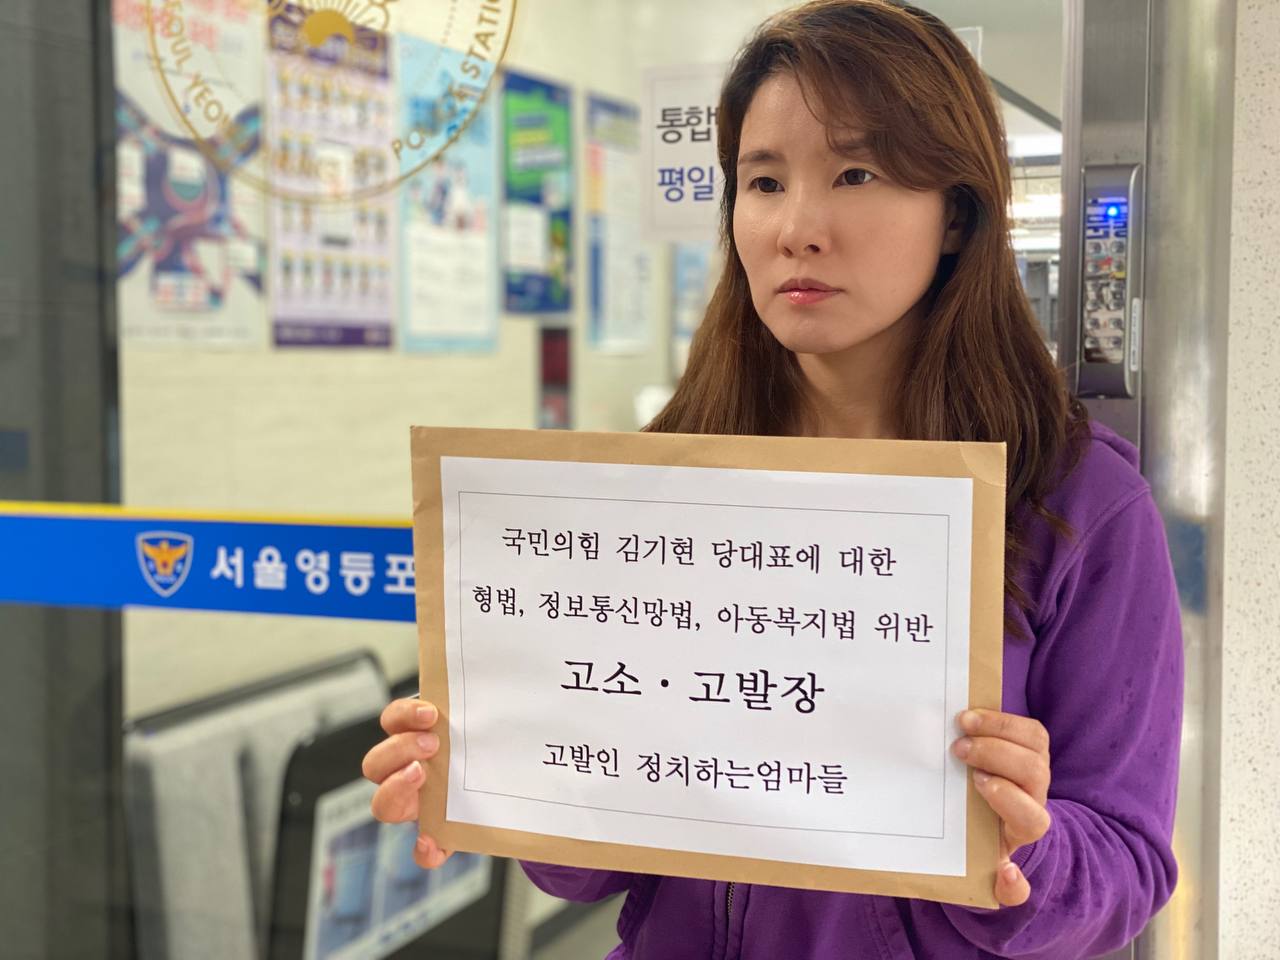 POLICE STATI
통합
평일
서울영등포
국민의힘 김기현 당대표에 대한
형법, 정보통신망법, 아동복지법 위반
고소·고발장
고발인 정치하는엄마들